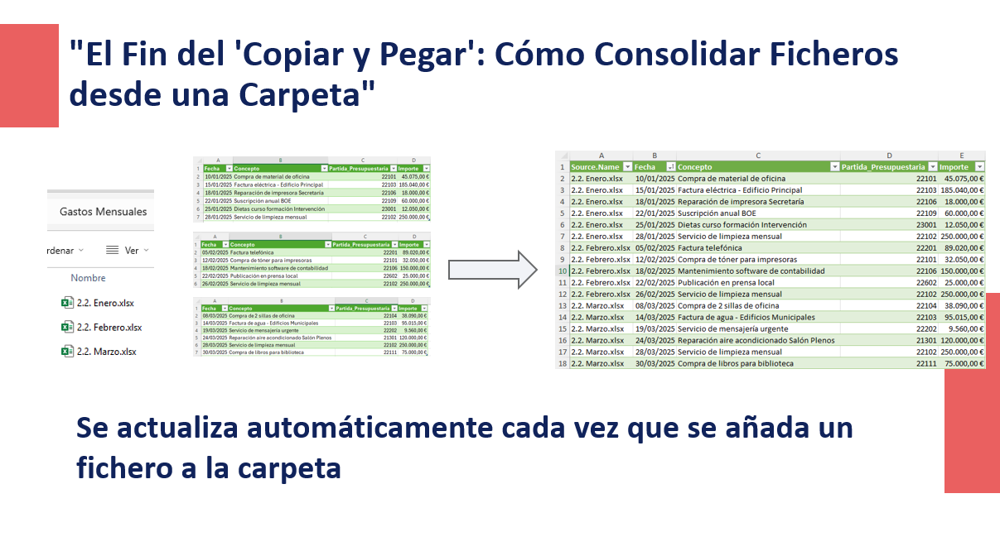 "El Fin del 'Copiar y Pegar': Cómo Consolidar Ficheros
desde una Carpeta"
Gastos Mensuales
rdenar Ver
Nombre
2.2. Enero.xlsx
2.2. Febrero.xlsx
2.2. Marzo.xlsx
A B C D
1 Fecha Concepto Partida_Presupuestaria Importe
2 10/01/2025 Compra de material de oficina 22101 45.075,00 €
3 15/01/2025 Factura eléctrica - Edificio Principal 22103 185.040,00 €
4 18/01/2025 Reparación de impresora Secretaría 22106 18.000,00 €
5 22/01/2025 Suscripción anual BOE 22109 60.000,00 €
6 25/01/2025 Dietas curso formación Intervención 23001 12.050,00 €
7 28/01/2025 Servicio de limpieza mensual 22102 250.000,00 €
A B C D
1 Fecha Concepto Partida_Presupuestaria Importe
2 05/02/2025 Factura telefónica 22201 89.020,00 €
3 12/02/2025 Compra de tóner para impresoras 22101 32.050,00 €
4 18/02/2025 Mantenimiento software de contabilidad 22106 150.000,00 €
5 22/02/2025 Publicación en prensa local 22602 25.000,00 €
6 26/02/2025 Servicio de limpieza mensual 22102 250.000,00 €
A B C D
1 Fecha Concepto Partida_Presupuestaria Importe
2 08/03/2025 Compra de 2 sillas de oficina 22104 38.090,00 €
3 14/03/2025 Factura de agua - Edificios Municipales 22103 95.015,00 €
4 19/03/2025 Servicio de mensajería urgente 22202 9.560,00 €
5 24/03/2025 Reparación aire acondicionado Salón Plenos 21301 120.000,00 €
6 28/03/2025 Servicio de limpieza mensual 22102 250.000,00 €
7 30/03/2025 Compra de libros para biblioteca 22111 75.000,00 €
A B C D E
1 Source.Name Fecha Concepto Partida_Presupuestaria Importe
2 2.2. Enero.xlsx 10/01/2025 Compra de material de oficina 22101 45.075,00 €
3 2.2. Enero.xlsx 15/01/2025 Factura eléctrica - Edificio Principal 22103 185.040,00 €
4 2.2. Enero.xlsx 18/01/2025 Reparación de impresora Secretaría 22106 18.000,00 €
5 2.2. Enero.xlsx 22/01/2025 Suscripción anual BOE 22109 60.000,00 €
6 2.2. Enero.xlsx 25/01/2025 Dietas curso formación Intervención 23001 12.050,00 €
7 2.2. Enero.xlsx 28/01/2025 Servicio de limpieza mensual 22102 250.000,00 €
8 2.2. Febrero.xlsx 05/02/2025 Factura telefónica 22201 89.020,00 €
9 2.2. Febrero.xlsx 12/02/2025 Compra de tóner para impresoras 22101 32.050,00 €
10 2.2. Febrero.xlsx 18/02/2025 Mantenimiento software de contabilidad 22106 150.000,00 €
11 2.2. Febrero.xlsx 22/02/2025 Publicación en prensa local 22602 25.000,00 €
12 2.2. Febrero.xlsx 26/02/2025 Servicio de limpieza mensual 22102 250.000,00 €
13 2.2. Marzo.xlsx 08/03/2025 Compra de 2 sillas de oficina 22104 38.090,00 €
14 2.2. Marzo.xlsx 14/03/2025 Factura de agua - Edificios Municipales 22103 95.015,00 €
15 2.2. Marzo.xlsx 19/03/2025 Servicio de mensajería urgente 22202 9.560,00 €
16 2.2. Marzo.xlsx 24/03/2025 Reparación aire acondicionado Salón Plenos 21301 120.000,00 €
17 2.2. Marzo.xlsx 28/03/2025 Servicio de limpieza mensual 22102 250.000,00 €
18 2.2. Marzo.xlsx 30/03/2025 Compra de libros para biblioteca 22111 75.000,00 €
Se actualiza automáticamente cada vez que se añada un
fichero a la carpeta